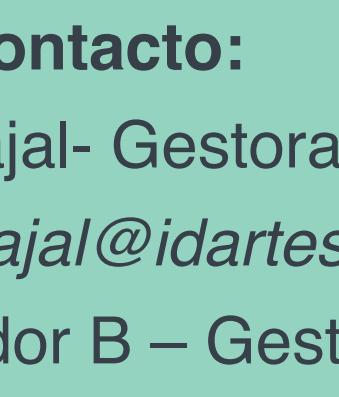 ontacto:
ajal- Gestora
ajal@idartes
dor B – Gest